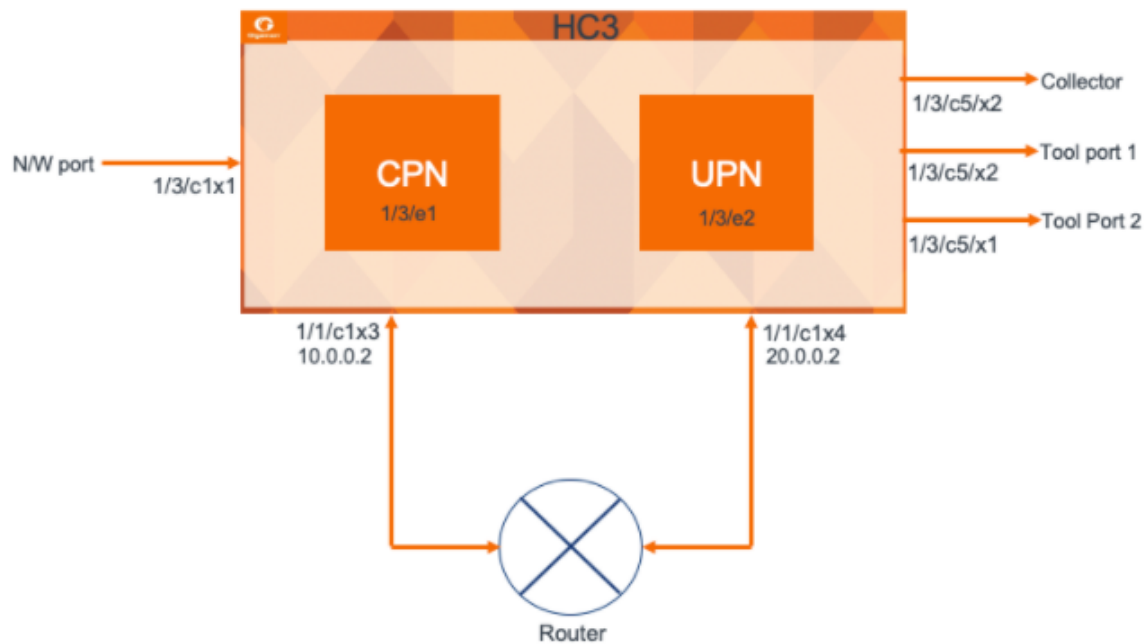 HC3
Collector
1/3/c5/x2
N/W port
1/3/c1x1
CPN
1/3/e1
UPN
1/3/e2
Tool port 1
1/3/c5/x2
Tool Port 2
1/3/c5/x1
1/1/c1x3
10.0.0.2
1/1/c1x4
20.0.0.2
Router